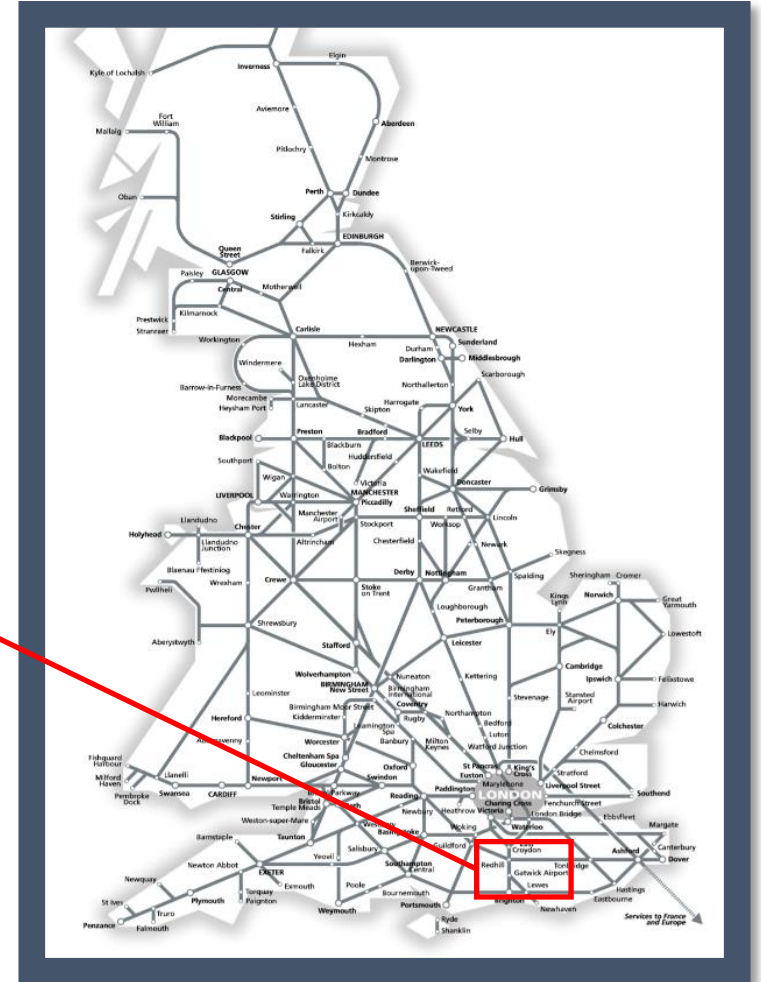 Elgin
Inverness
Kyle of Lochalsh
Aviemore
Fort
William
Aberdeen
Mallaig
Pitlochry
Montrose
Perth
Dundee
Oban
Kirkcaldy
Stirling
EDINBURGH
Queen
Street
Falkirk
Berwick-
upon-Tweed
Paisley
GLASGOW
Central
Motherwell
Prestwick
Kilmarnock
Stranraer
Carlisle
NEWCASTLE
Workington
Hexham
Sunderland
Durham
Darlington
Middlesbrough
Windermere
Scarborough
Oxenholme
Lake District
Barrow-in-Furness
Northallerton
Morecambe
Harrogate
Heysham Port
Lancaster
Skipton
York
Blackpool
Preston
Bradford
Selby
Blackburn
LEEDS
Hull
Huddersfield
Southport
Bolton
Wakefield
Wigan
Victoria
Doncaster
MANCHESTER
LIVERPOOL
Warrington
Piccadilly
Grimsby
Manchester
Airport
Sheffield
Retford
Llandudno
Stockport
Worksop
Lincoln
Holyhead
Chester
Llandudno
Junction
Altrincham
Chesterfield
Newark
Skegness
Blaenau Ffestiniog
Derby
Nottingham
Sheringham
Cromer
Pwllheli
Wrexham
Crewe
Stoke
on Trent
Grantham
Spalding
Kings
Lynn
Norwich
Great
Yarmouth
Loughborough
Shrewsbury
Peterborough
Ely
Lowestoft
Aberystwyth
Stafford
Leicester
Wolverhampton
Cambridge
BIRMINGHAM
New Street
Nuneaton
Kettering
Ipswich
Felixstowe
Birmingham
International
Leominster
Stevenage
Stansted
Airport
Birmingham Moor Street
Coventry
Harwich
Hereford
Kidderminster
Rugby
Northampton
Leamington
Spa
Bedford
Colchester
Abergavenny
Worcester
Banbury
Milton
Keynes
Luton
Cheltenham Spa
Watford Junction
Chelmsford
Fishguard
Harbour
Gloucester
Oxford
St Pancras
King's
Cross
Llanelli
Euston
Stratford
Milford
Haven
Newport
Swindon
Marylebone
Liverpool Street
Pembroke
Dock
Swansea
CARDIFF
Parkway
Reading
Paddington
LONDON
Southend
Bristol
Temple Meads
Charing Cross
Fenchurch Street
Newbury
Heathrow
Victoria
London Bridge
Weston-super-Mare
Ebbsfleet
Waterloo
Margate
Barnstaple
Taunton
Basingstoke
Woking
Croydon
Canterbury
Salisbury
Guildford
Ashford
Newton Abbot
Yeovil
Redhill
Dover
EXETER
Southampton
Central
Gatwick Airport
Newquay
Exmouth
Poole
Lewes
Hastings
Torquay
Bournemouth
Eastbourne
St Ives
Plymouth
Paignton
Portsmouth
Brighton
Truro
Weymouth
Newhaven
Penzance
Falmouth
Ryde
Shanklin
Services to France
and Europe